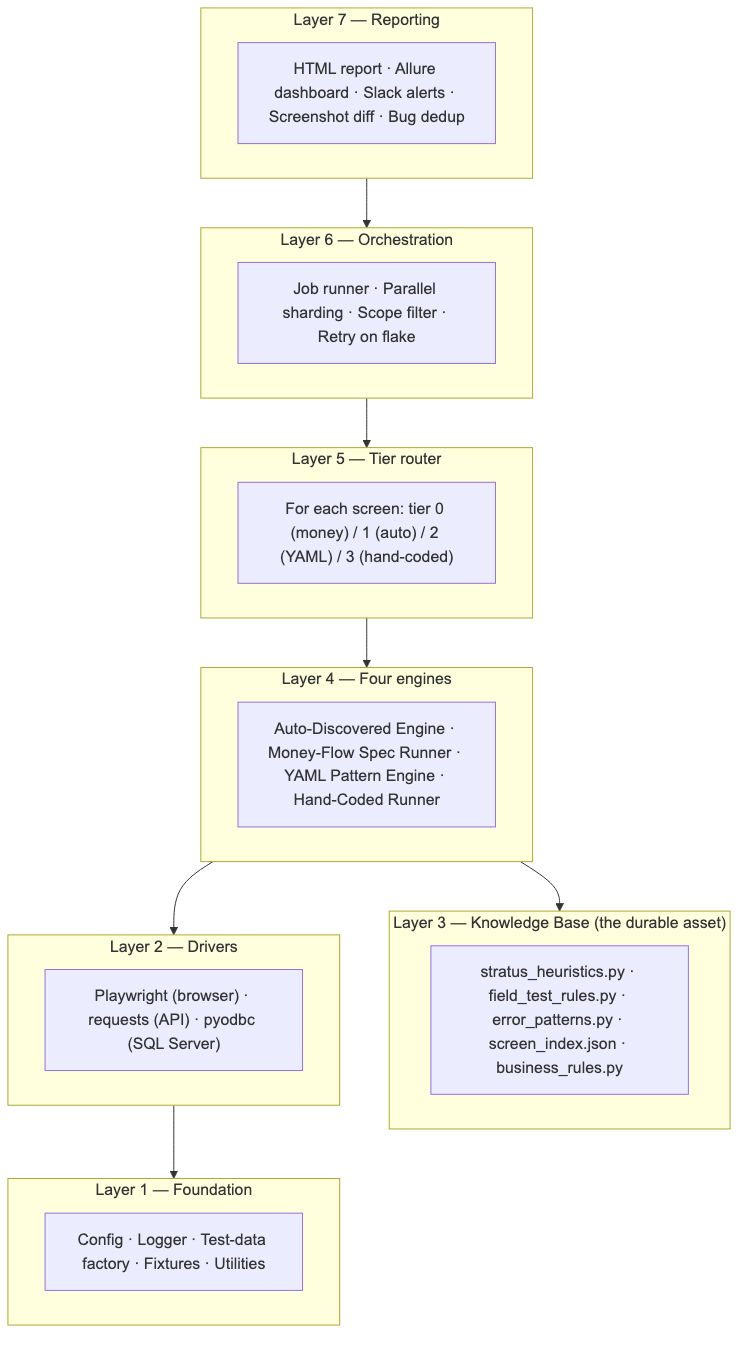 Layer 7 — Reporting
HTML report · Allure
dashboard · Slack alerts ·
Screenshot diff · Bug dedup
Layer 6 — Orchestration
Job runner · Parallel
sharding · Scope filter ·
Retry on flake
Layer 5 — Tier router
For each screen: tier 0
(money) / 1 (auto) / 2
(YAML) / 3 (hand-coded)
Layer 4 — Four engines
Auto-Discovered Engine ·
Money-Flow Spec Runner ·
YAML Pattern Engine ·
Hand-Coded Runner
Layer 2 — Drivers
Playwright (browser) ·
requests (API) · pyodbc
(SQL Server)
Layer 3 — Knowledge Base (the durable asset)
stratus_heuristics.py ·
field_test_rules.py ·
error_patterns.py ·
screen_index.json ·
business_rules.py
Layer 1 — Foundation
Config · Logger · Test-data
factory · Fixtures · Utilities